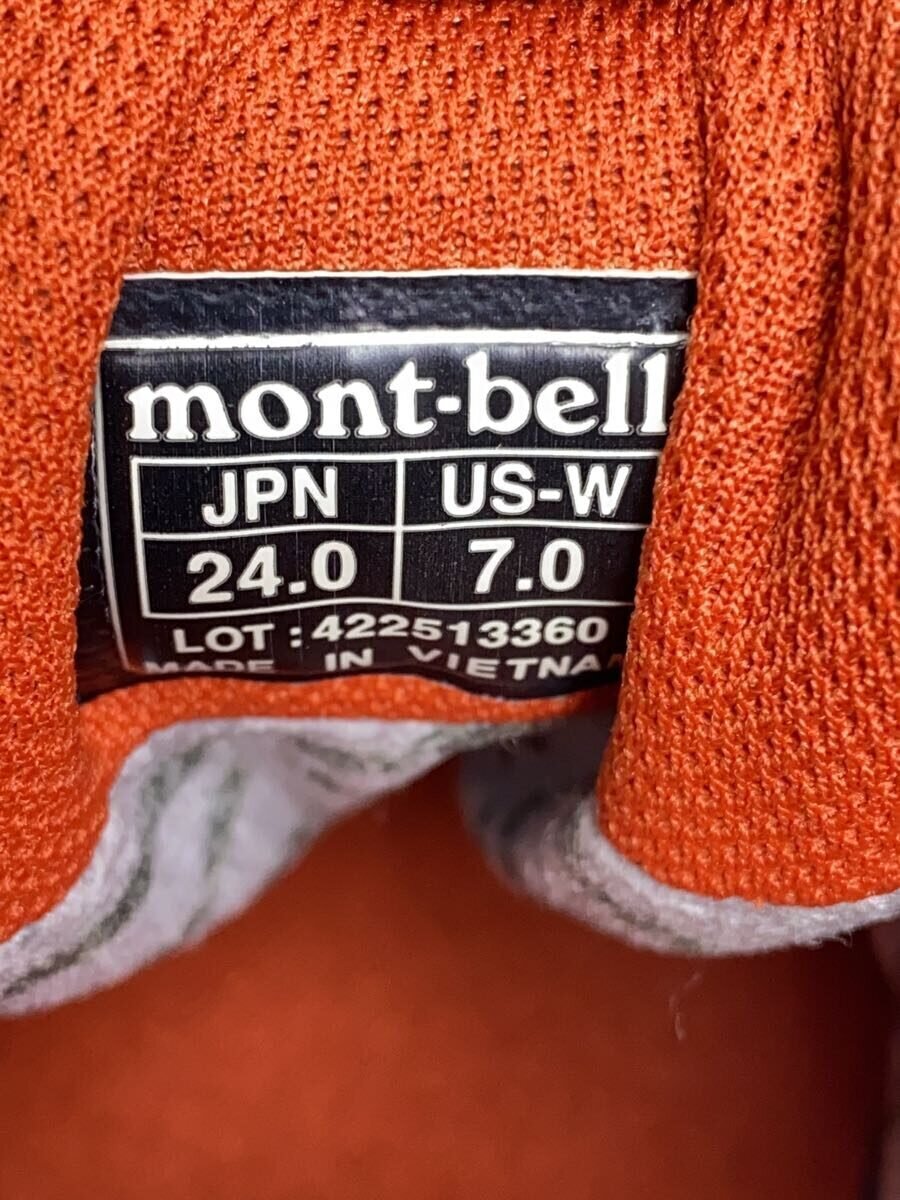 mont-bell
JPN US-W
24.0 7.0
LOT : 422513360
MADE IN VIETNAM